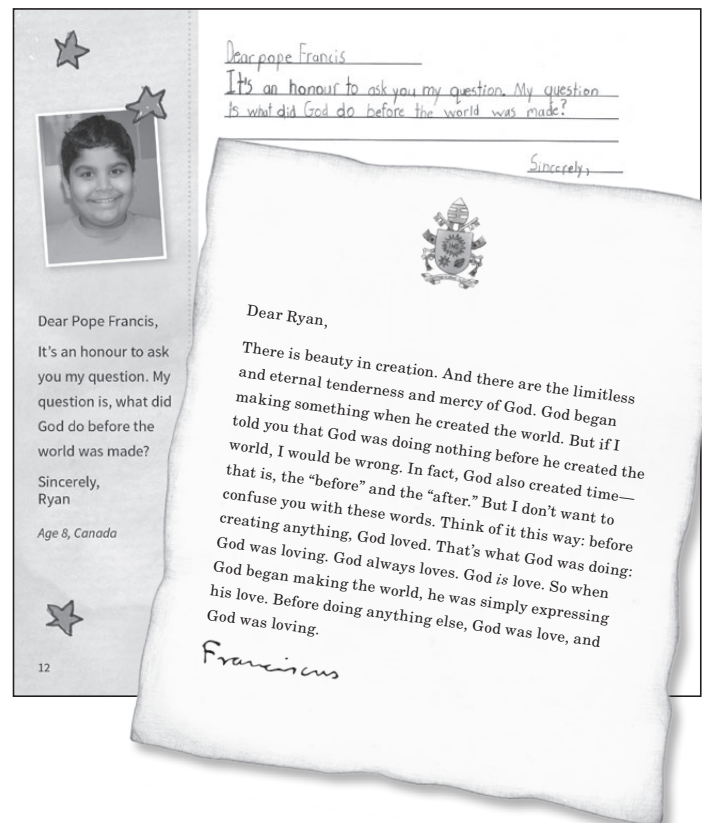 Dear pope Francis
It's an honour to ask you my question. My question
Is what did God do before the world was made?
Sincerely,
Dear Pope Francis,
It's an honour to ask
you my question. My
question is, what did
God do before the
world was made?
Sincerely,
Ryan
Age 8, Canada
12
Dear Ryan,
There is beauty in creation. And there are the limitless
and eternal tenderness and mercy of God. God began
making something when he created the world. But if I
told you that God was doing nothing before he created the
world, I would be wrong. In fact, God also created time—
that is, the “before” and the “after.” But I don’t want to
confuse you with these words. Think of it this way: before
creating anything, God loved. That’s what God was doing:
God was loving. God always loves. God is love. So when
God began making the world, he was simply expressing
his love. Before doing anything else, God was love, and
God was loving.
Franciscus